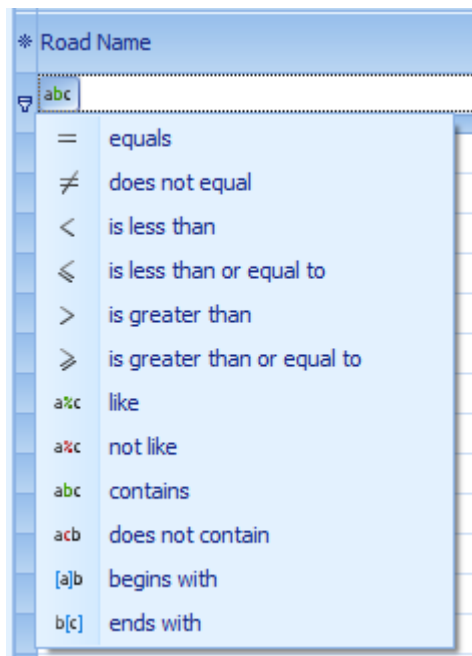 Road Name
abc
= equals
≠ does not equal
< is less than
⩽ is less than or equal to
> is greater than
⩾ is greater than or equal to
a%c like
a%c not like
abc contains
acb does not contain
[a]b begins with
b[c] ends with